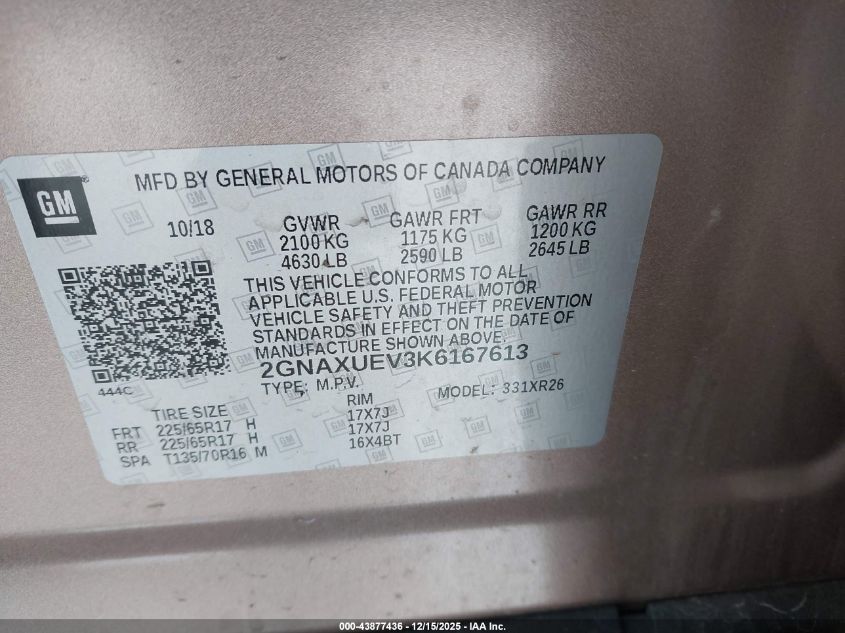 GM
MFD BY GENERAL MOTORS OF CANADA COMPANY
10/18 GVWR GAWR FRT GAWR RR
2100 KG 1175 KG 1200 KG
4630 LB 2590 LB 2645 LB
THIS VEHICLE CONFORMS TO ALL
APPLICABLE U.S. FEDERAL MOTOR
VEHICLE SAFETY AND THEFT PREVENTION
STANDARDS IN EFFECT ON THE DATE OF
MANUFACTURE SHOWN ABOVE.
2GNAXUEV3K6167613
444C TYPE: M.P.V. MODEL: 331XR26
TIRE SIZE RIM
FRT 225/65R17 H 17X7J
RR 225/65R17 H 17X7J
SPA T135/70R16 M 16X4BT
000-43877436 - 12/15/2025 - IAA Inc.